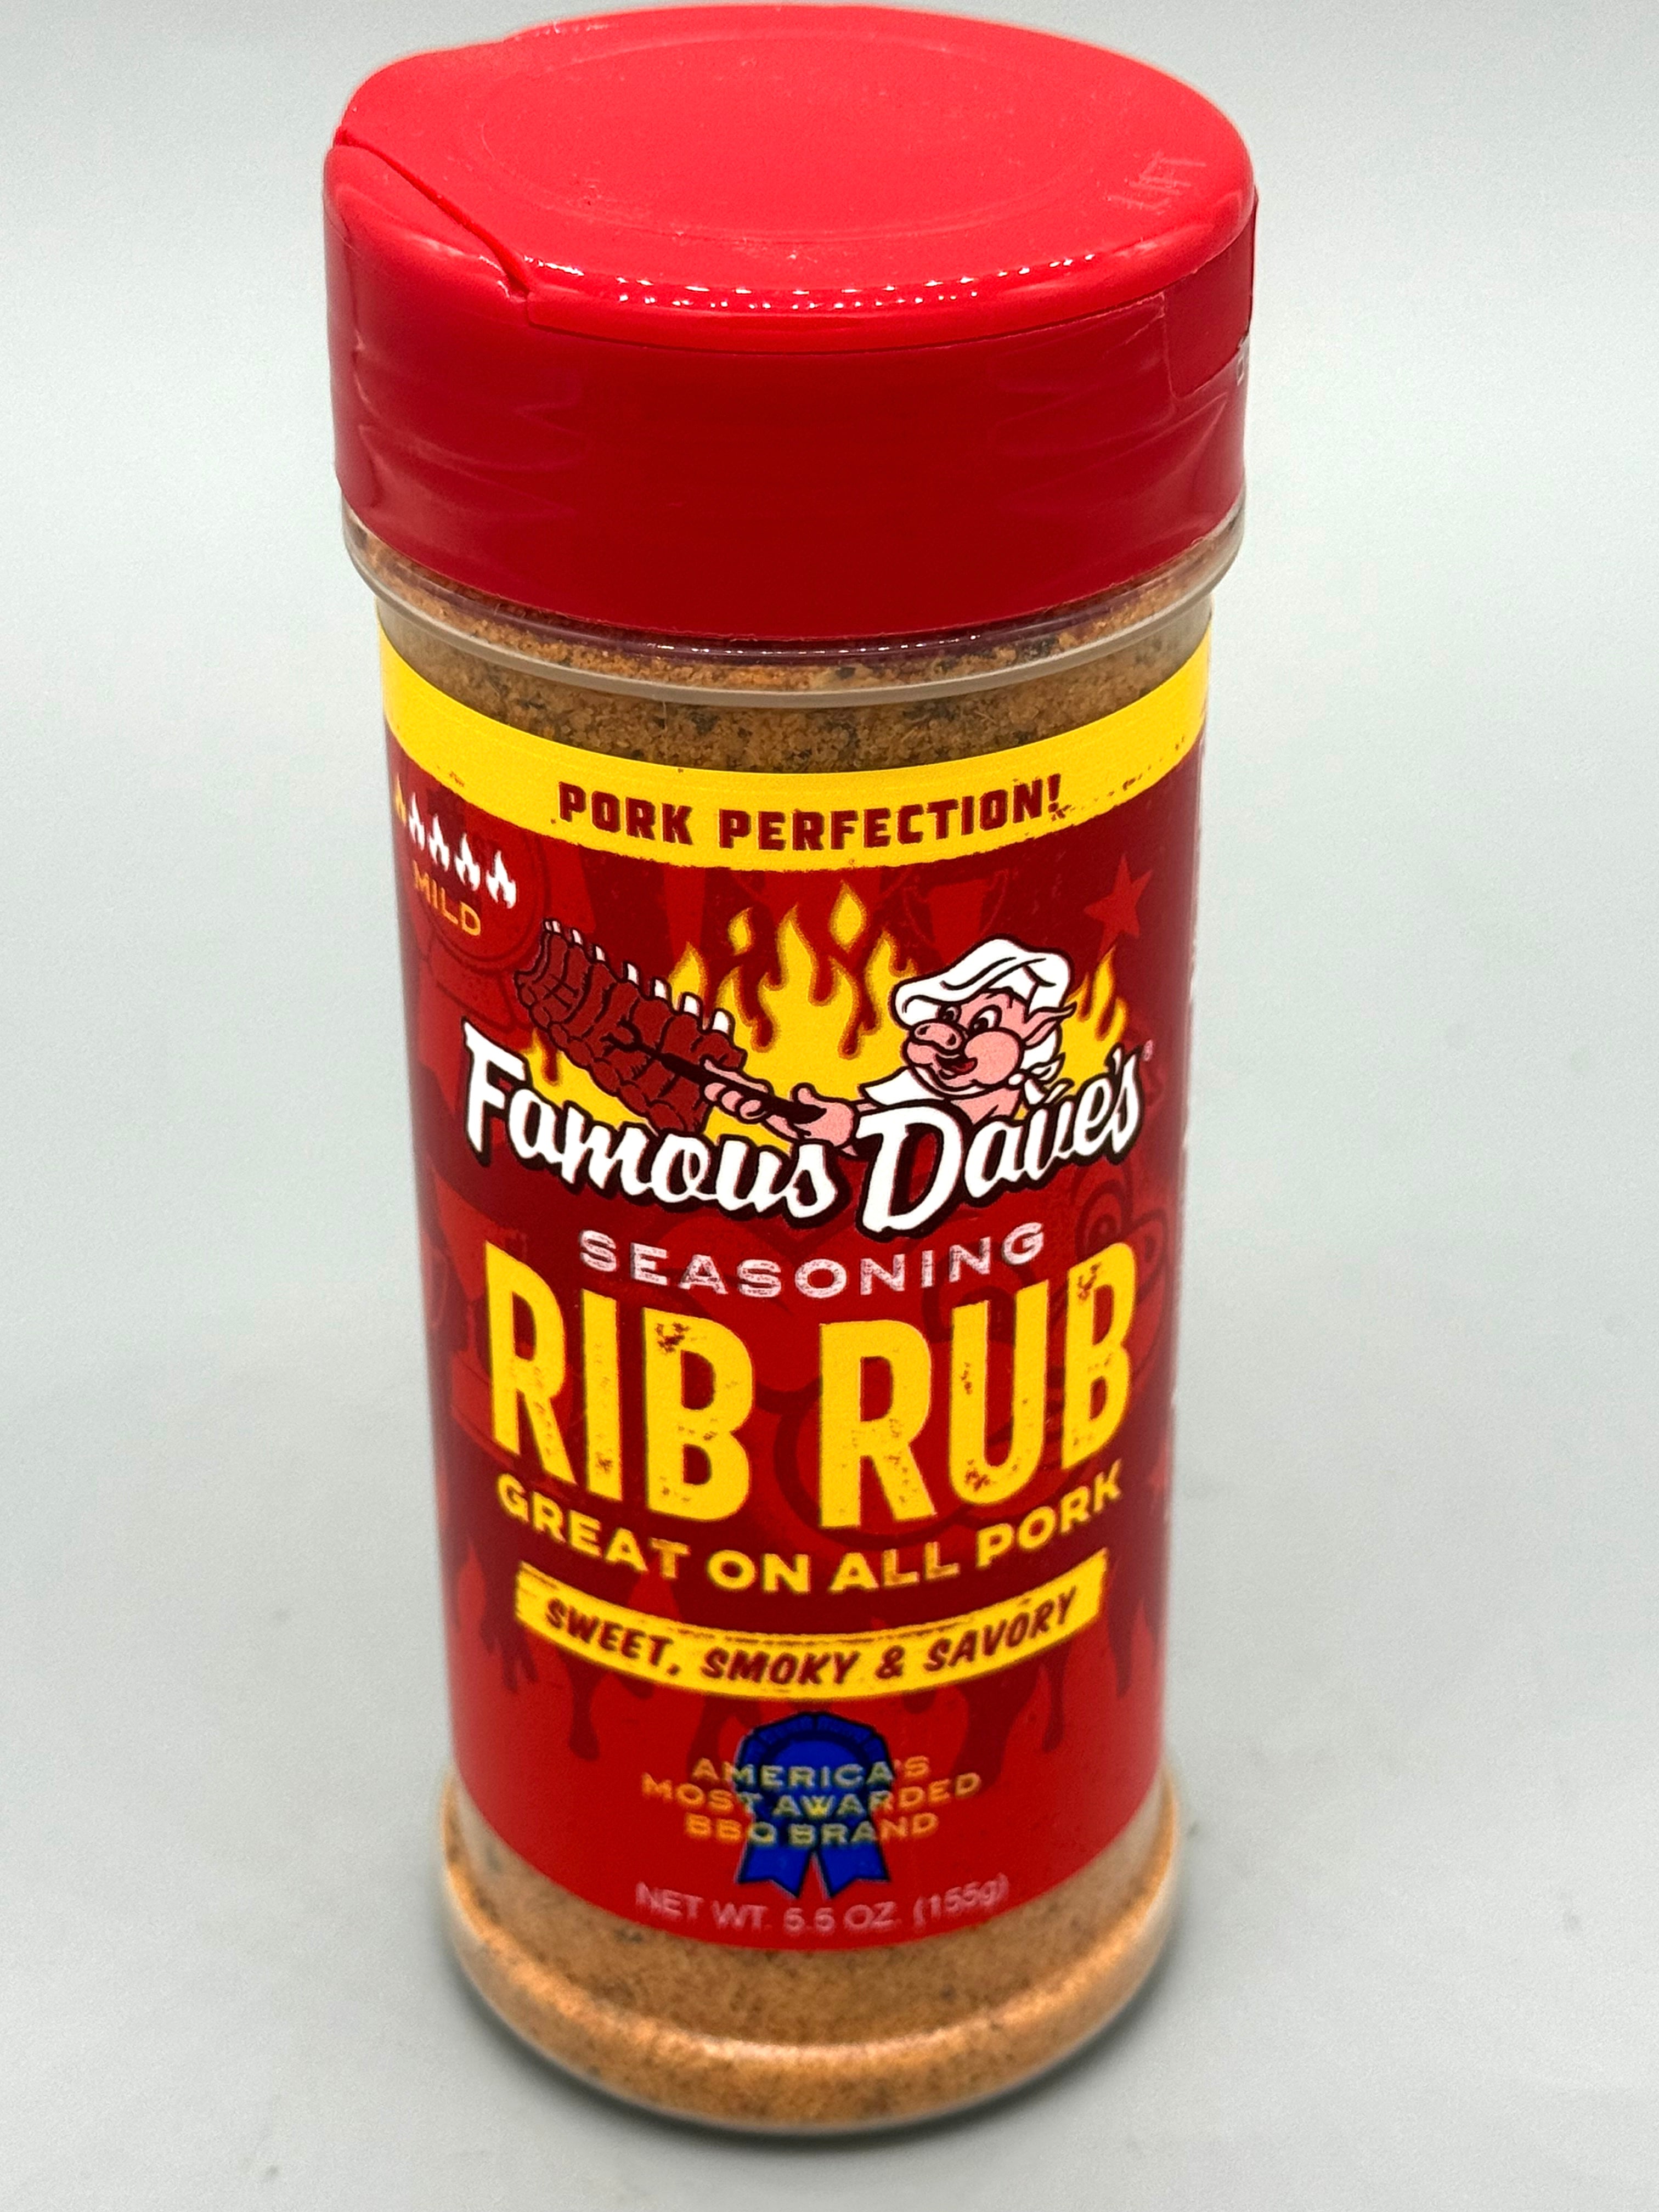 LIFT
PORK PERFECTION!
MILD
Famous Dave's
SEASONING
RIB RUB
GREAT ON ALL PORK
SWEET, SMOKY & SAVORY
AMERICA'S
MOST AWARDED
BBQ BRAND
NET WT. 5.5 OZ. (155g)